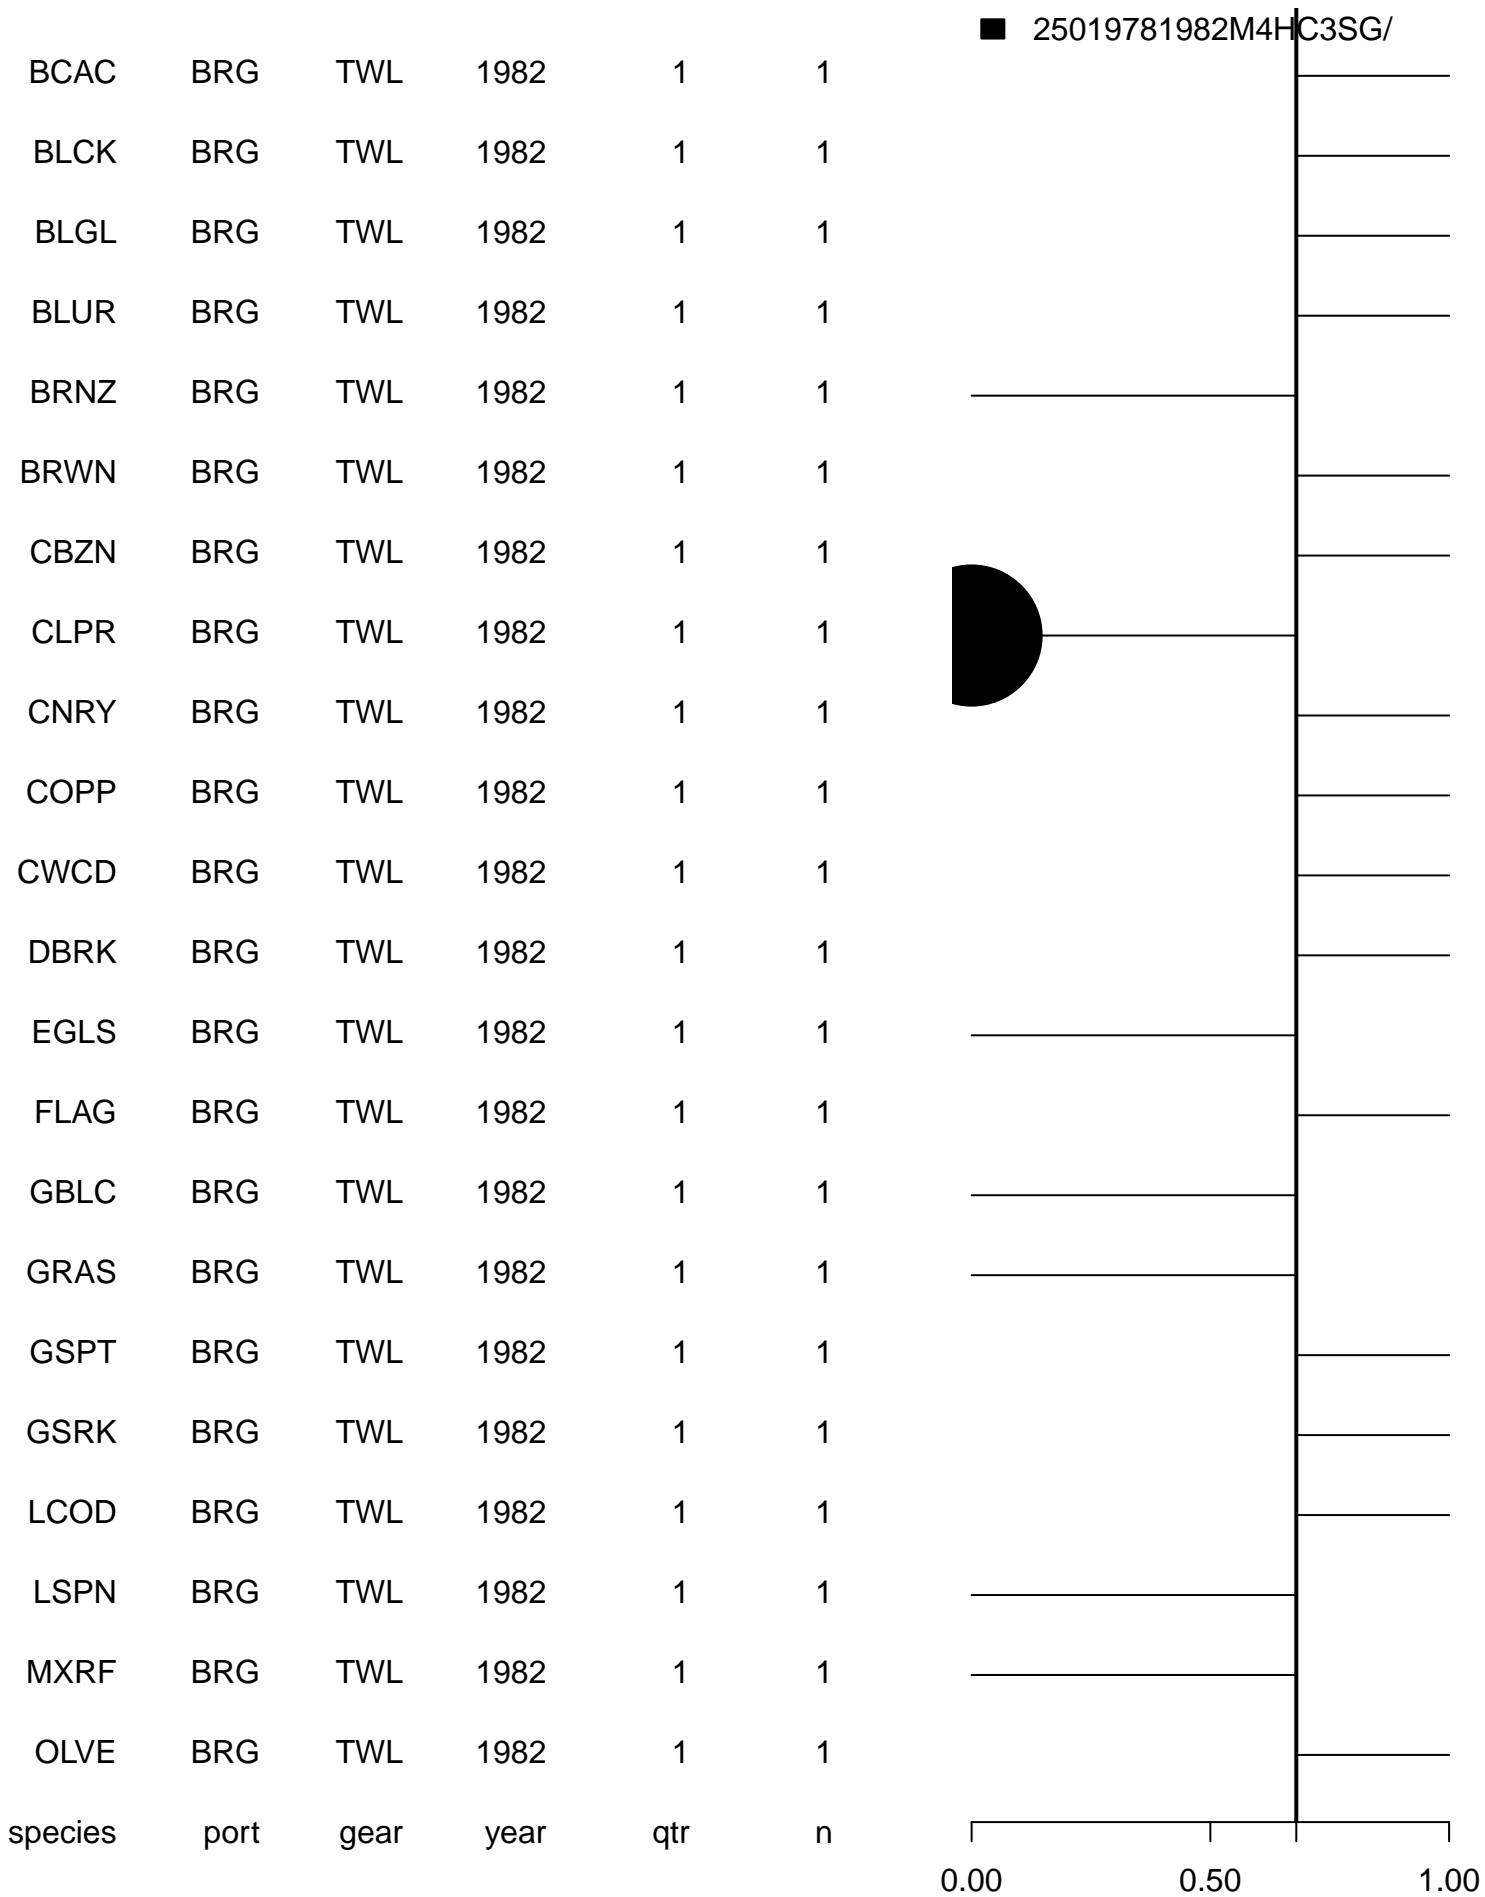 25019781982M4HC3SG/
BCAC BRG TWL 1982 1 1
BLCK BRG TWL 1982 1 1
BLGL BRG TWL 1982 1 1
BLUR BRG TWL 1982 1 1
BRNZ BRG TWL 1982 1 1
BRWN BRG TWL 1982 1 1
CBZN BRG TWL 1982 1 1
CLPR BRG TWL 1982 1 1
CNRY BRG TWL 1982 1 1
COPP BRG TWL 1982 1 1
CWCD BRG TWL 1982 1 1
DBRK BRG TWL 1982 1 1
EGLS BRG TWL 1982 1 1
FLAG BRG TWL 1982 1 1
GBLC BRG TWL 1982 1 1
GRAS BRG TWL 1982 1 1
GSPT BRG TWL 1982 1 1
GSRK BRG TWL 1982 1 1
LCOD BRG TWL 1982 1 1
LSPN BRG TWL 1982 1 1
MXRF BRG TWL 1982 1 1
OLVE BRG TWL 1982 1 1
species port gear year qtr n
0.00 0.50 1.00